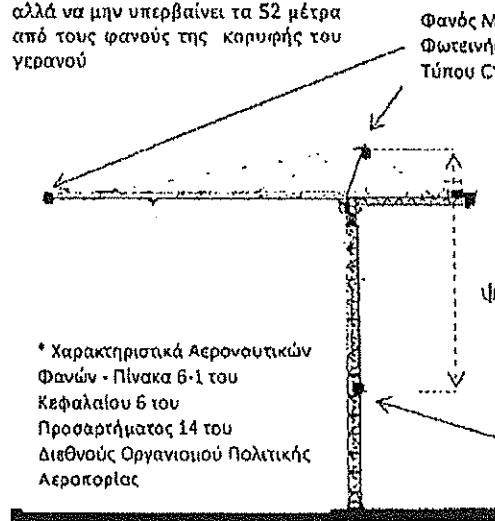 αλλά να μην υπερβαίνει τα 52 μέτρα
από τους φανούς της κορυφής του
γερανού
Φανός
Φωτεινή
Τύπου
* Χαρακτηριστικά Αεροναυτικών
Φανών - Πίνακα 6-1 του
Κεφαλαίου 6 του
Προσαρτήματος 14 του
Διεθνούς Οργανισμού Πολιτικής
Αεροπορίας